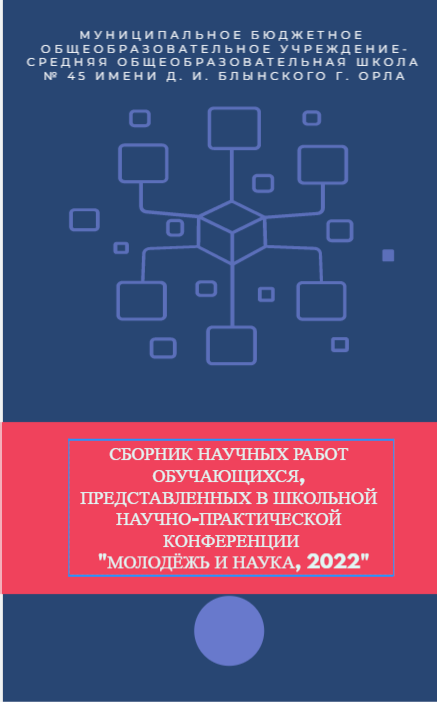 МУНИЦИПАЛЬНОЕ БЮДЖЕТНОЕ
ОБЩЕОБРАЗОВАТЕЛЬНОЕ УЧРЕЖДЕНИЕ-
СРЕДНЯЯ ОБЩЕОБРАЗОВАТЕЛЬНАЯ ШКОЛА
№ 45 ИМЕНИ Д. И. БЛЫНСКОГО Г. ОРЛА
СБОРНИК НАУЧНЫХ РАБОТ
ОБУЧАЮЩИХСЯ,
ПРЕДСТАВЛЕННЫХ В ШКОЛЬНОЙ
НАУЧНО-ПРАКТИЧЕСКОЙ
КОНФЕРЕНЦИИ
"МОЛОДЁЖЬ И НАУКА, 2022"